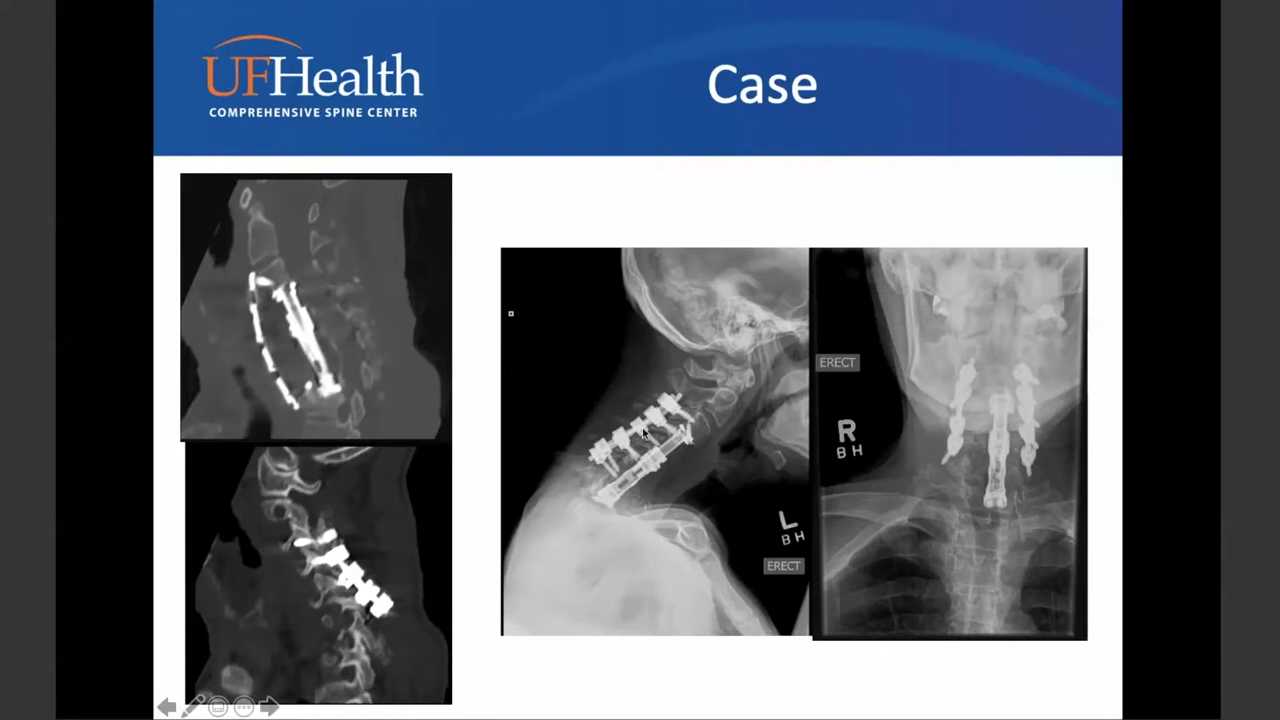 UFHealth
COMPREHENSIVE SPINE CENTER
Case
L
B H
ERECT
ERECT
R
B H